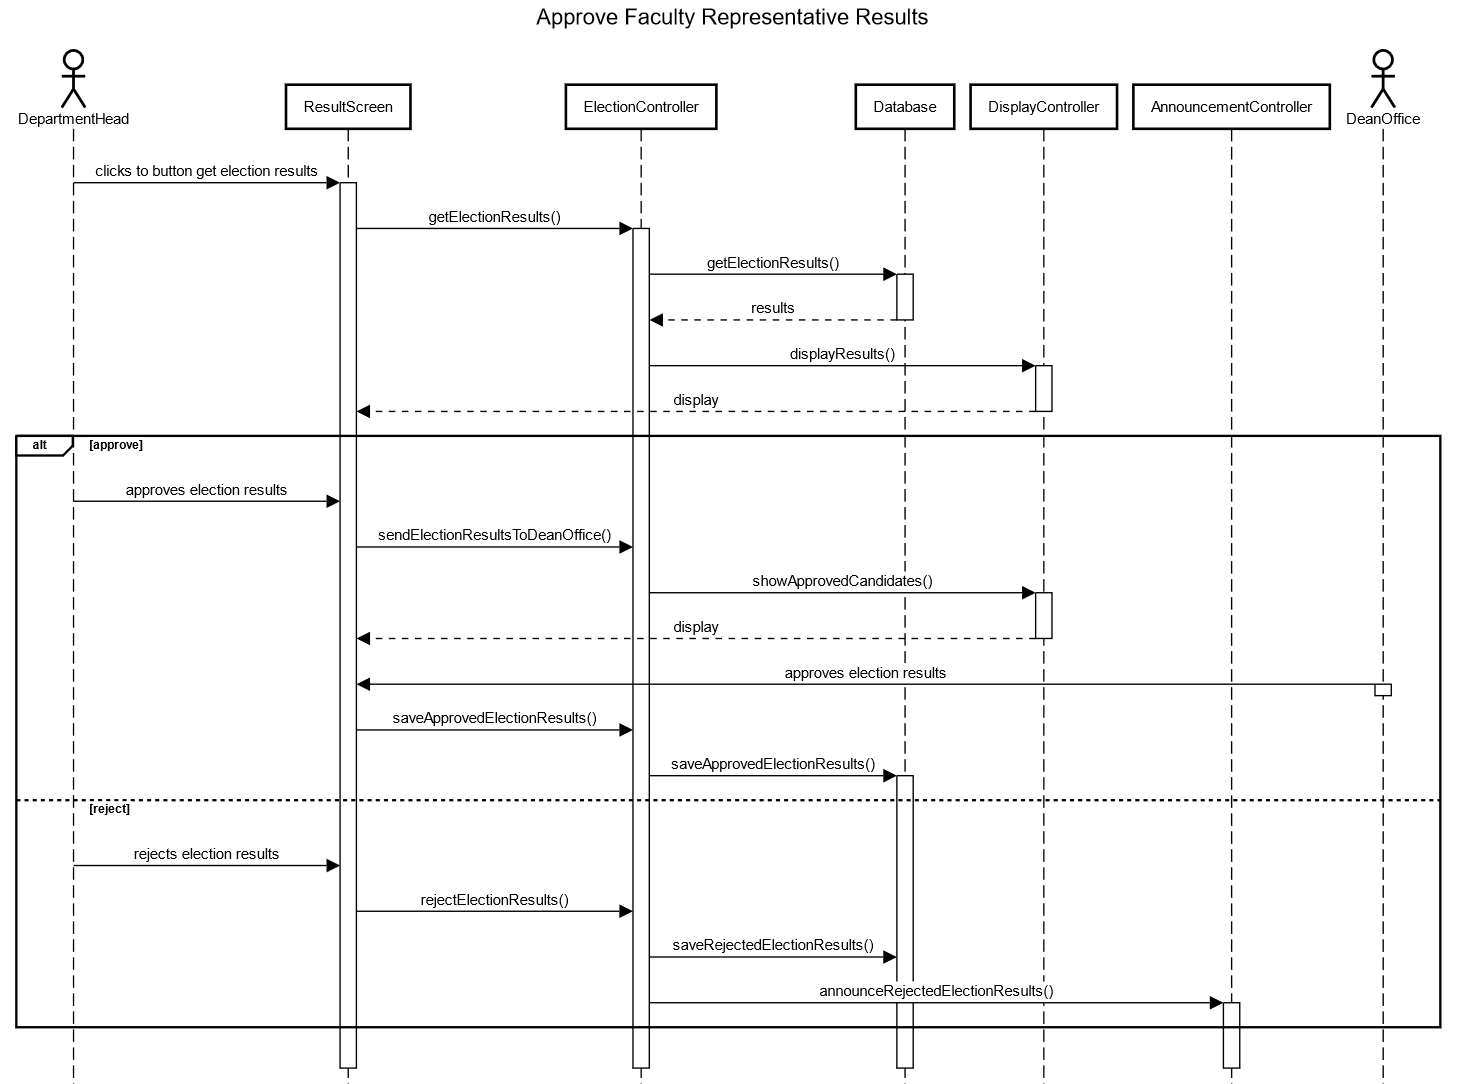 Approve Faculty Representative Results
DepartmentHead
ResultScreen
ElectionController
Database
DisplayController
AnnouncementController
DeanOffice
clicks to button get election results
getElectionResults()
getElectionResults()
results
displayResults()
display
alt
[approve]
approves election results
sendElectionResultsToDeanOffice()
showApprovedCandidates()
display
approves election results
saveApprovedElectionResults()
saveApprovedElectionResults()
[reject]
rejects election results
rejectElectionResults()
saveRejectedElectionResults()
announceRejectedElectionResults()